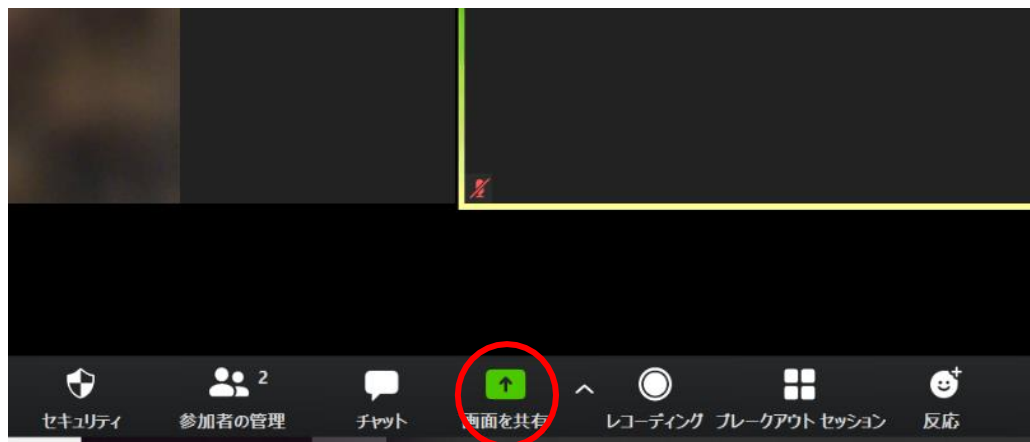 2
セキュリティ 参加者の管理 チャット 画面を共有 レコーディング ブレークアウト セッション 反応